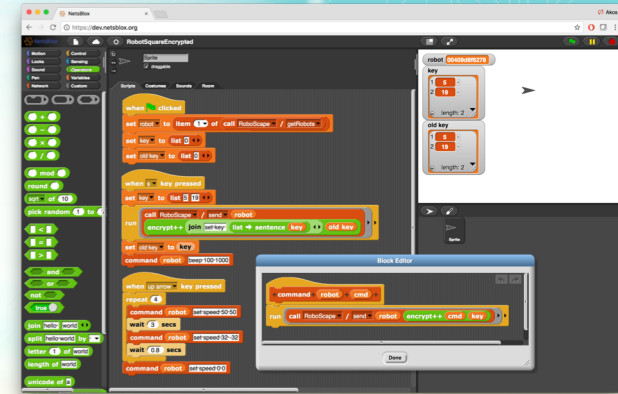 NetsBlox
Akos
https://dev.netsblox.org
NetsBlox
RobotSquareEncrypted
Motion
Control
Looks
Sensing
Sound
Operators
Pen
Variables
Network
Custom
+
−
×
/
mod
round
sqrt of 10
pick random 1 to
<
=
>
and
or
not
true
join hello world
split hello world by
letter 1 of world
length of world
unicode of a
Sprite
draggable
Scripts Costumes Sounds Room
when clicked
set robot to item 1 of call RoboScape / getRobots
set key to list 0
set old key to list 0
when s key pressed
set key to list 5 19
run call RoboScape / send robot
encrypt++ join set key list → sentence key old key
set old key to key
command robot beep 100 1000
when up arrow key pressed
repeat 4
command robot set speed 50 50
wait 3 secs
command robot set speed 32 -32
wait 0.8 secs
command robot set speed 0 0
robot
key
1 5
2 19
length: 2
old key
1 5
2 19
length: 2
Sprite
Block Editor
+ command + robot + cmd +
run call RoboScape / send robot encrypt++ cmd key
Done